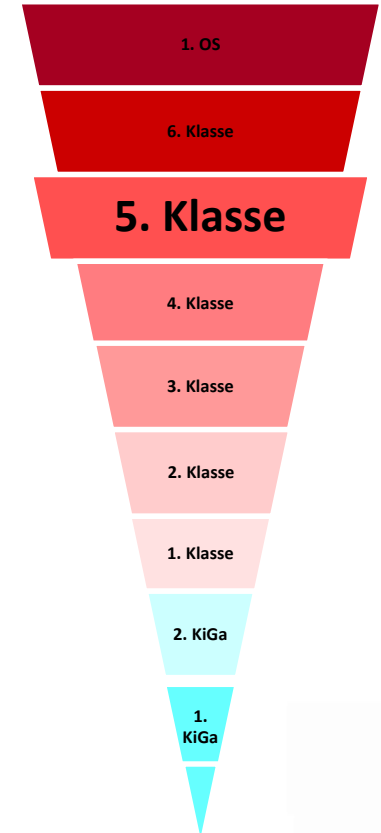 1. OS
6. Klasse
5. Klasse
4. Klasse
3. Klasse
2. Klasse
1. Klasse
2. KiGa
1.
KiGa